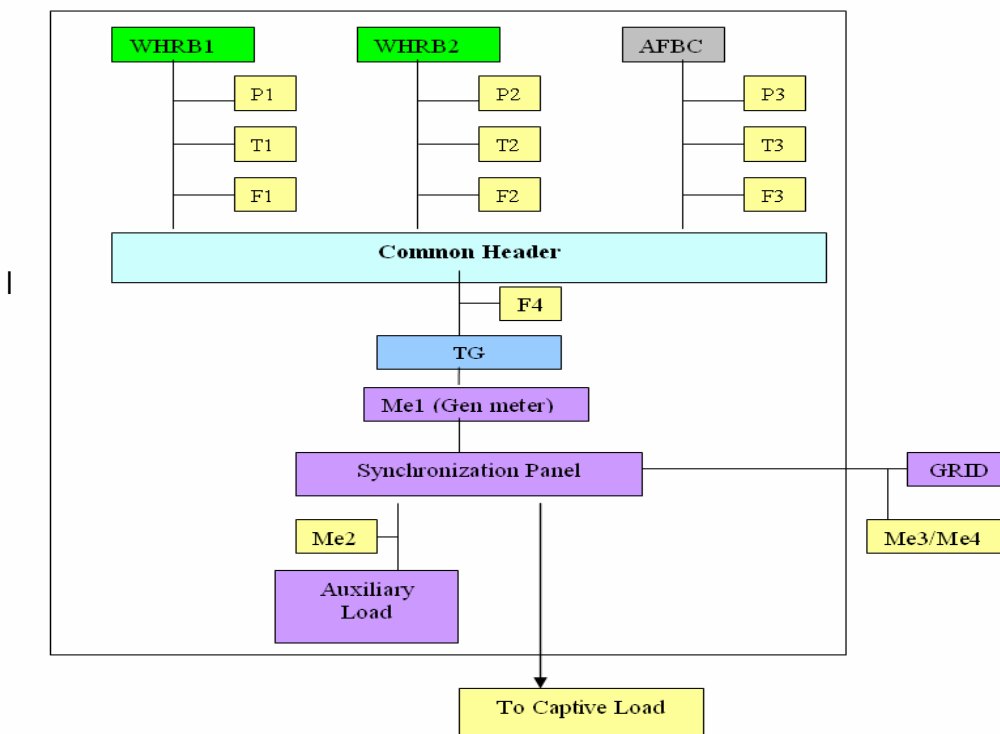 WHRB1 WHRB2 AFBC
P1 P2 P3
T1 T2 T3
F1 F2 F3
Common Header
F4
TG
Me1 (Gen meter)
Synchronization Panel
GRID
Me2
Me3/Me4
Auxiliary
Load
To Captive Load